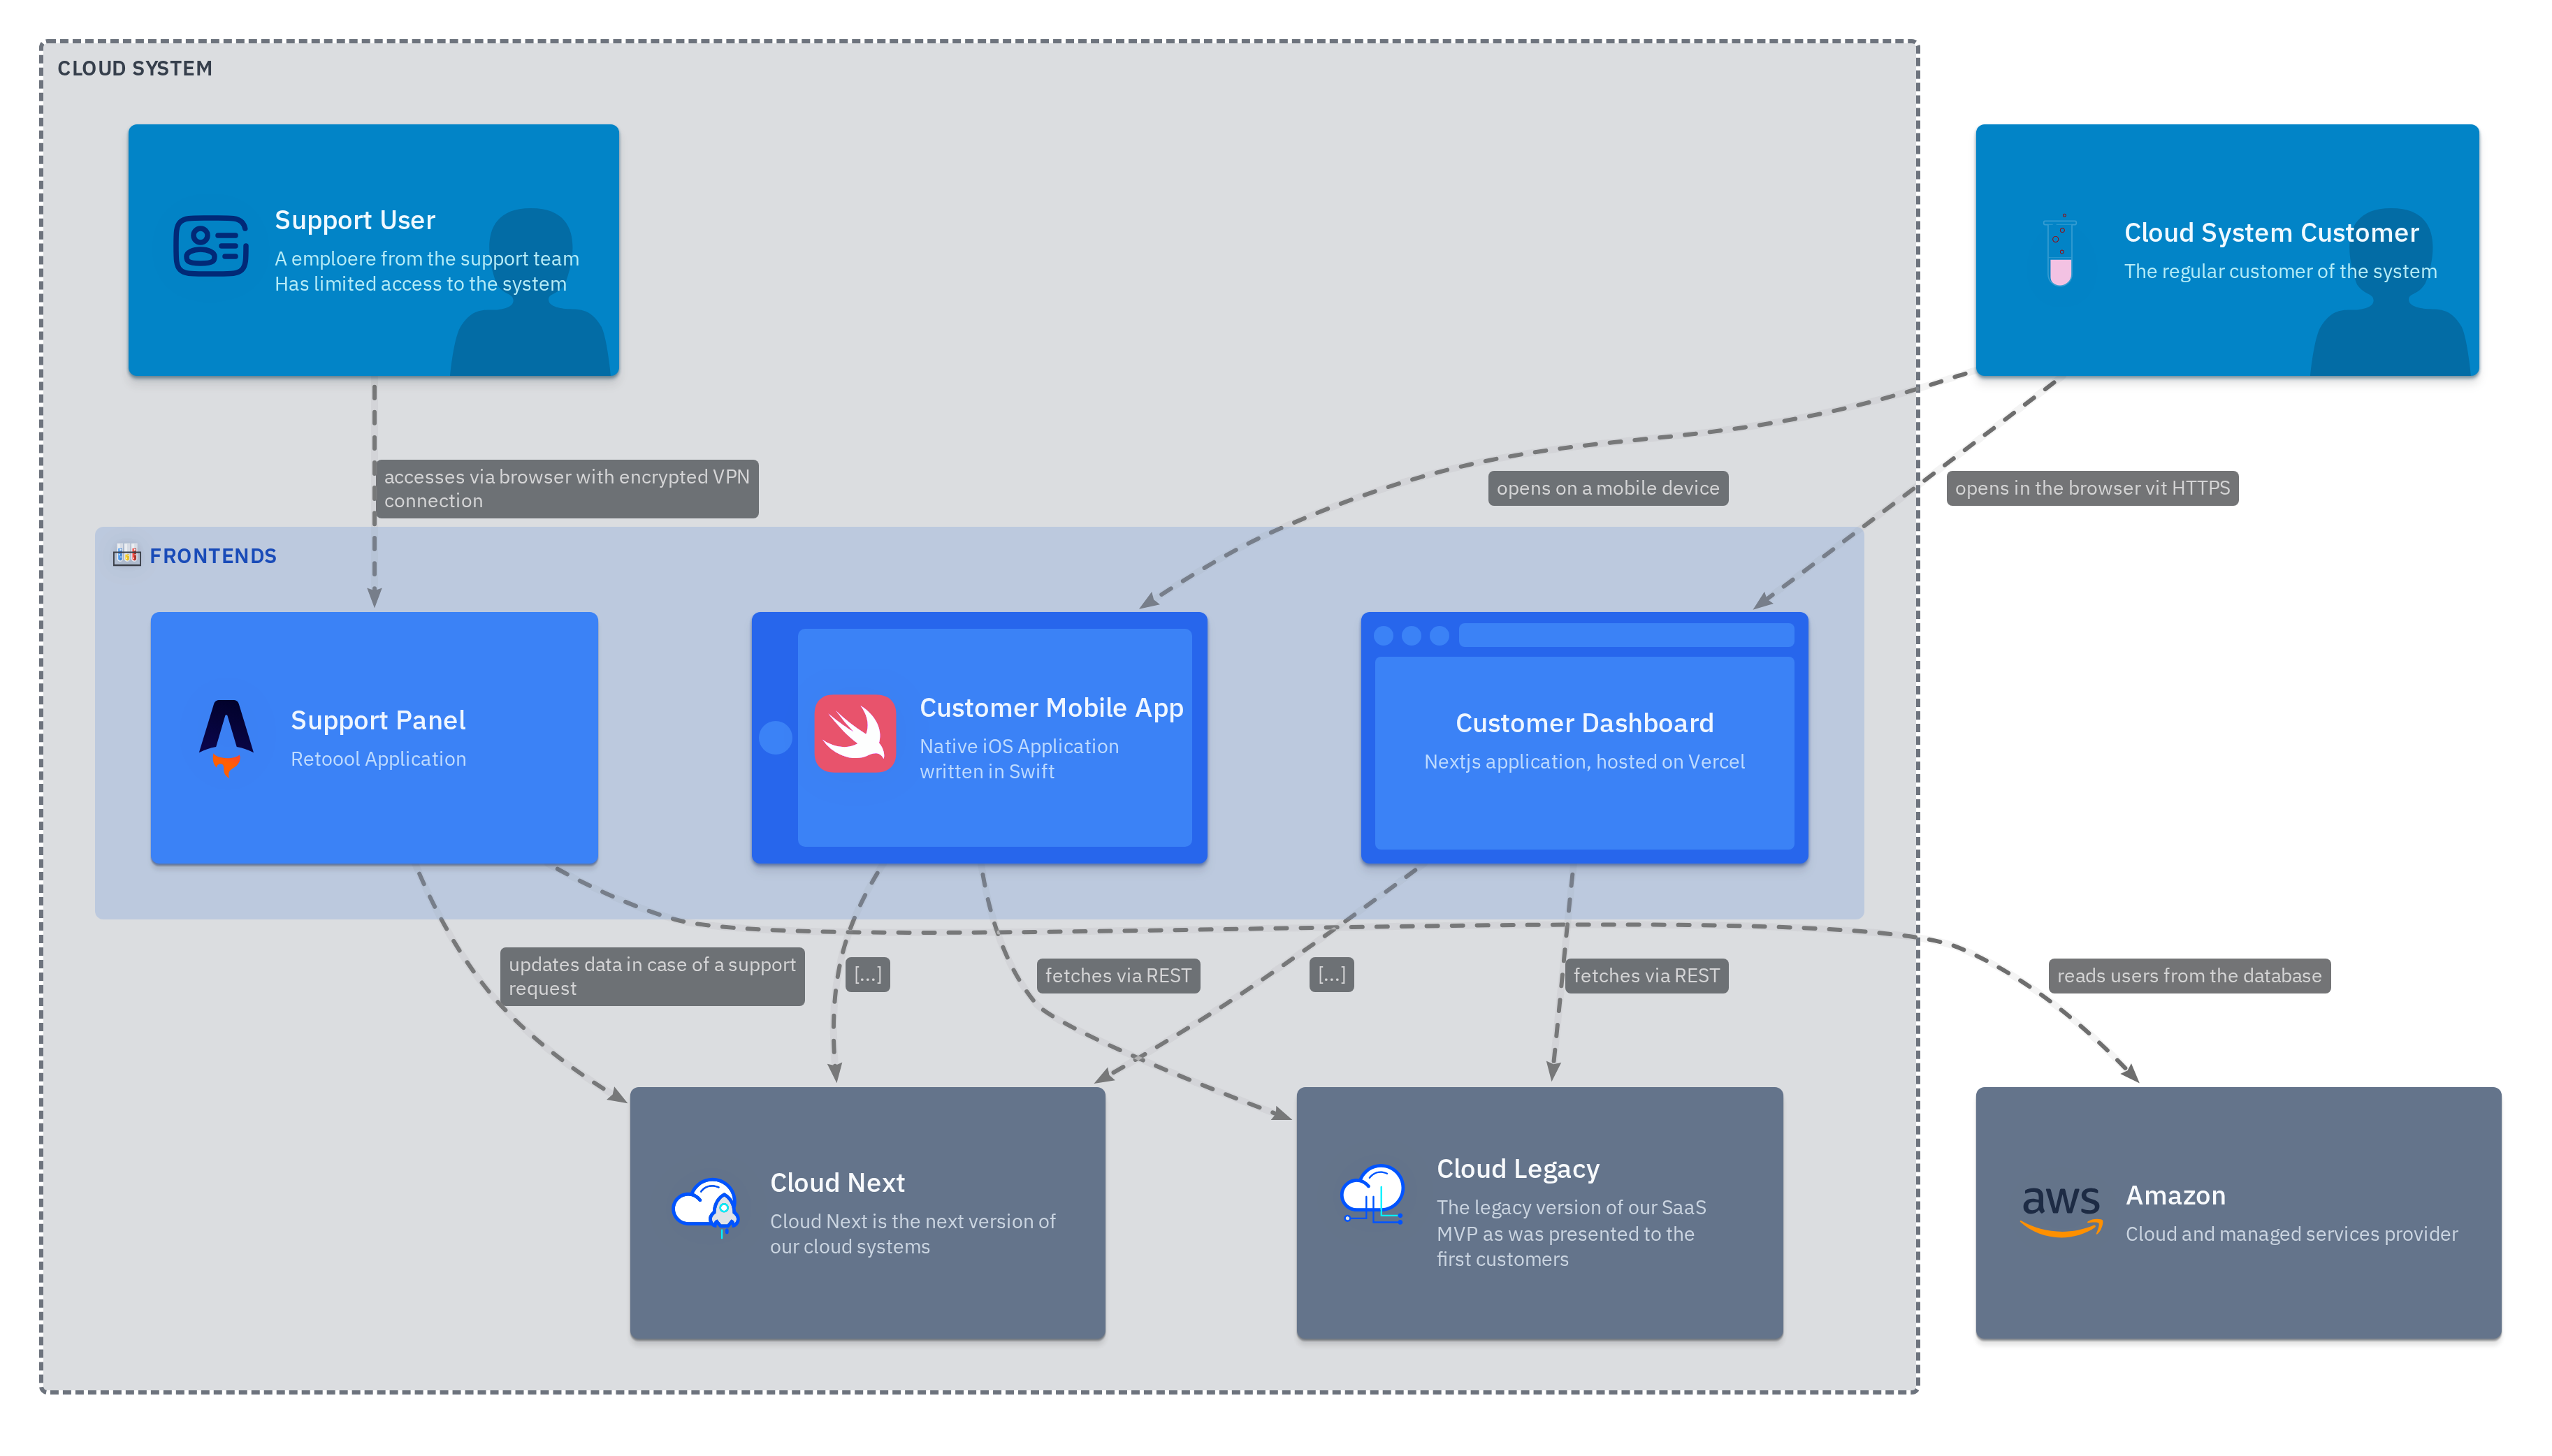 CLOUD SYSTEM
Support User
A emploere from the support team
Has limited access to the system
Cloud System Customer
The regular customer of the system
accesses via browser with encrypted VPN
connection
opens on a mobile device
opens in the browser vit HTTPS
FRONTENDS
Support Panel
Retoool Application
Customer Mobile App
Native iOS Application
written in Swift
Customer Dashboard
Nextjs application, hosted on Vercel
updates data in case of a support
request
[...]
fetches via REST
[...]
fetches via REST
reads users from the database
Cloud Next
Cloud Next is the next version of
our cloud systems
Cloud Legacy
The legacy version of our SaaS
MVP as was presented to the
first customers
aws
Amazon
Cloud and managed services provider